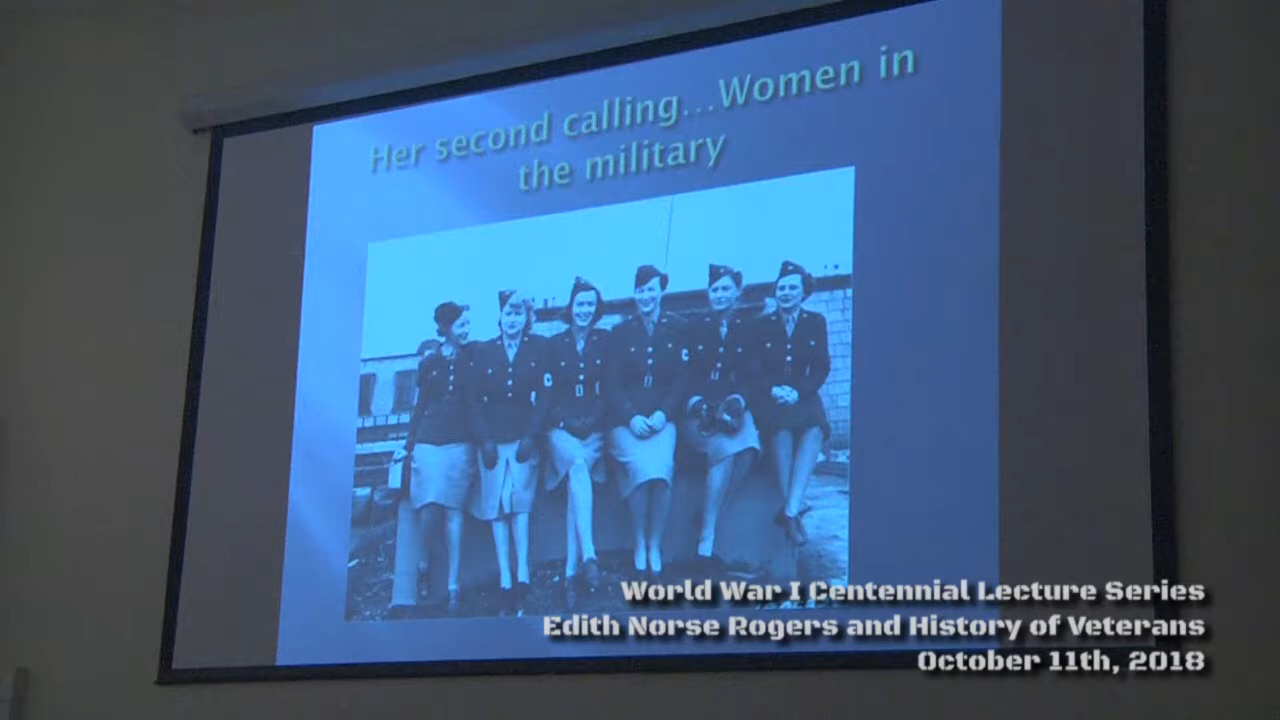 Her second calling...Women in
the military
World War I Centennial Lecture Series
Edith Norse Rogers and History of Veterans
October 11th, 2018